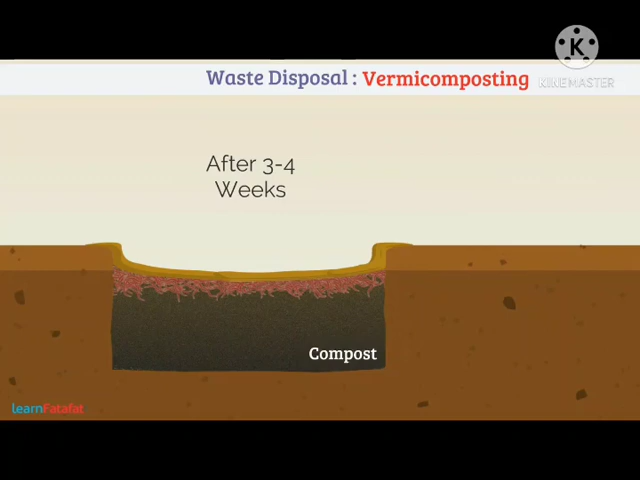 KINEMASTER
Waste Disposal : Vermicomposting
After 3-4
Weeks
Compost
learnFatafat